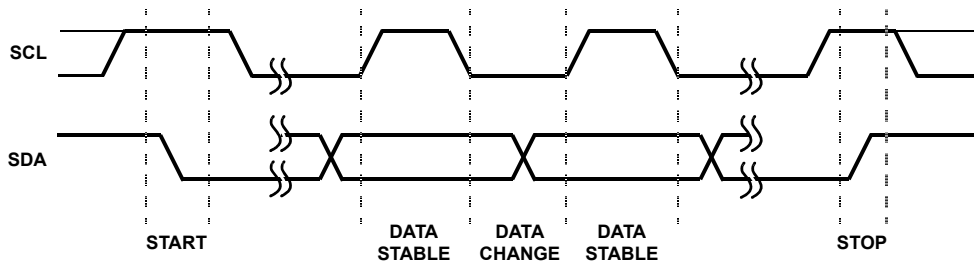 SCL
SDA
START
DATA
STABLE
DATA
CHANGE
DATA
STABLE
STOP